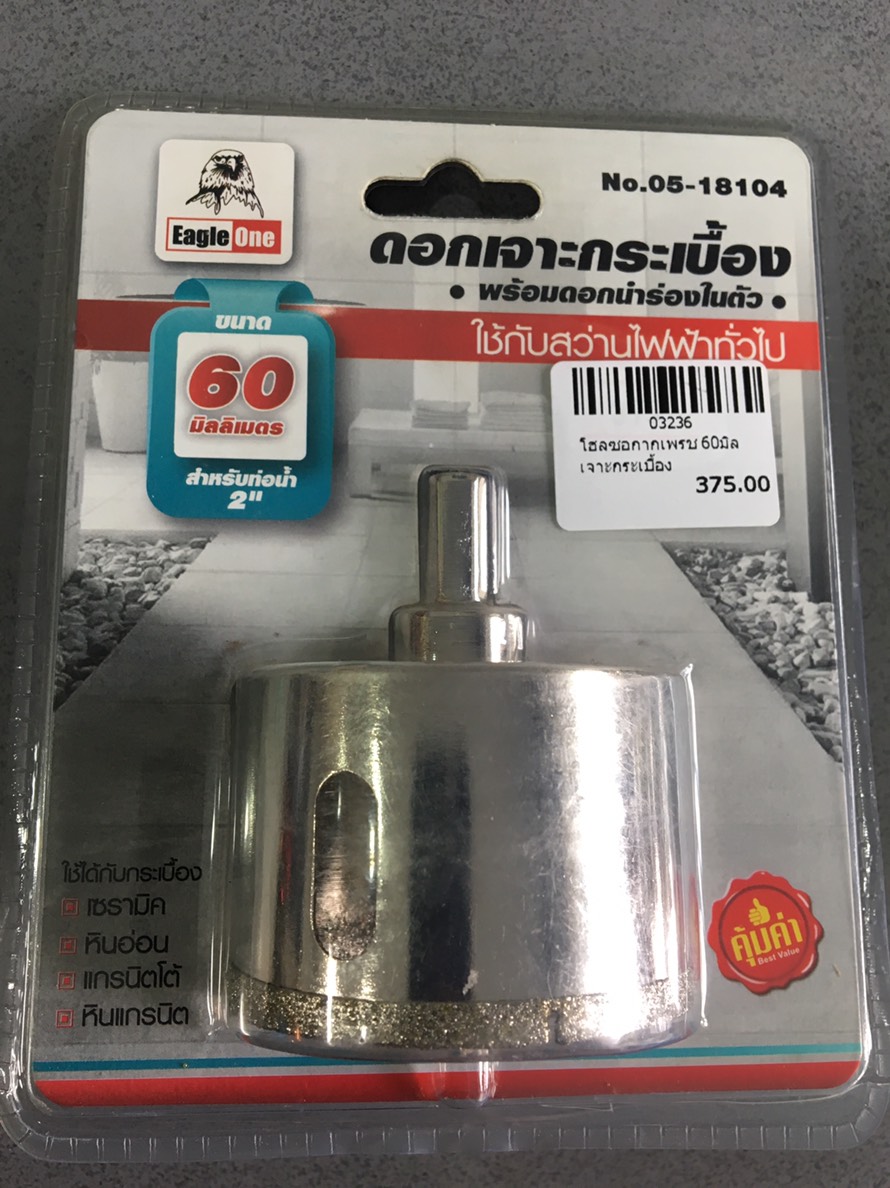 Eagle One
No.05-18104
ดอกเจาะกระเบื้อง
• พร้อมดอกนำร่องในตัว •
ใช้กับสว่านไฟฟ้าทั่วไป
ขนาด
60
มิลลิเมตร
สำหรับท่อน้ำ
2"
03236
โฮลซอกากเพรช 60มิล
เจาะกระเบื้อง
375.00
ใช้ได้กับกระเบื้อง
เซรามิค
หินอ่อน
แกรนิตโต้
หินแกรนิต
คุ้มค่า
Best Value